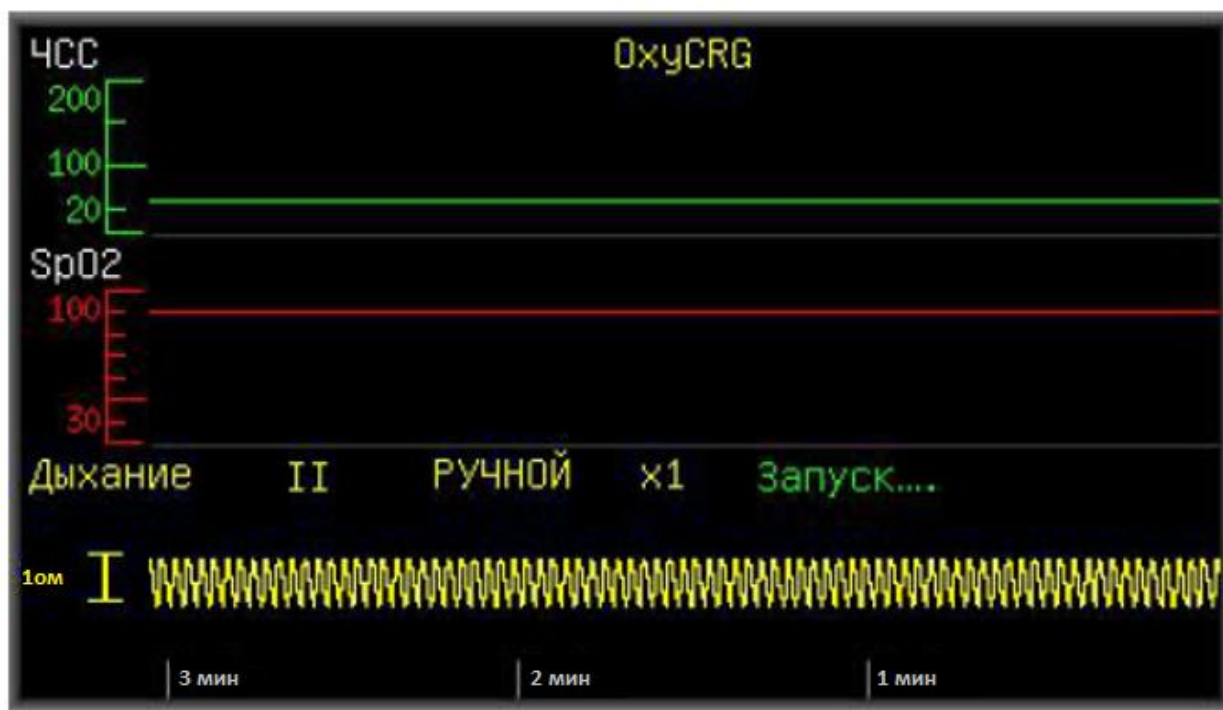 ЧСС OxyCRG
200
100
20
SpO2
100
30
Дыхание II РУЧНОЙ x1 Запуск....
1ом
3 мин 2 мин 1 мин